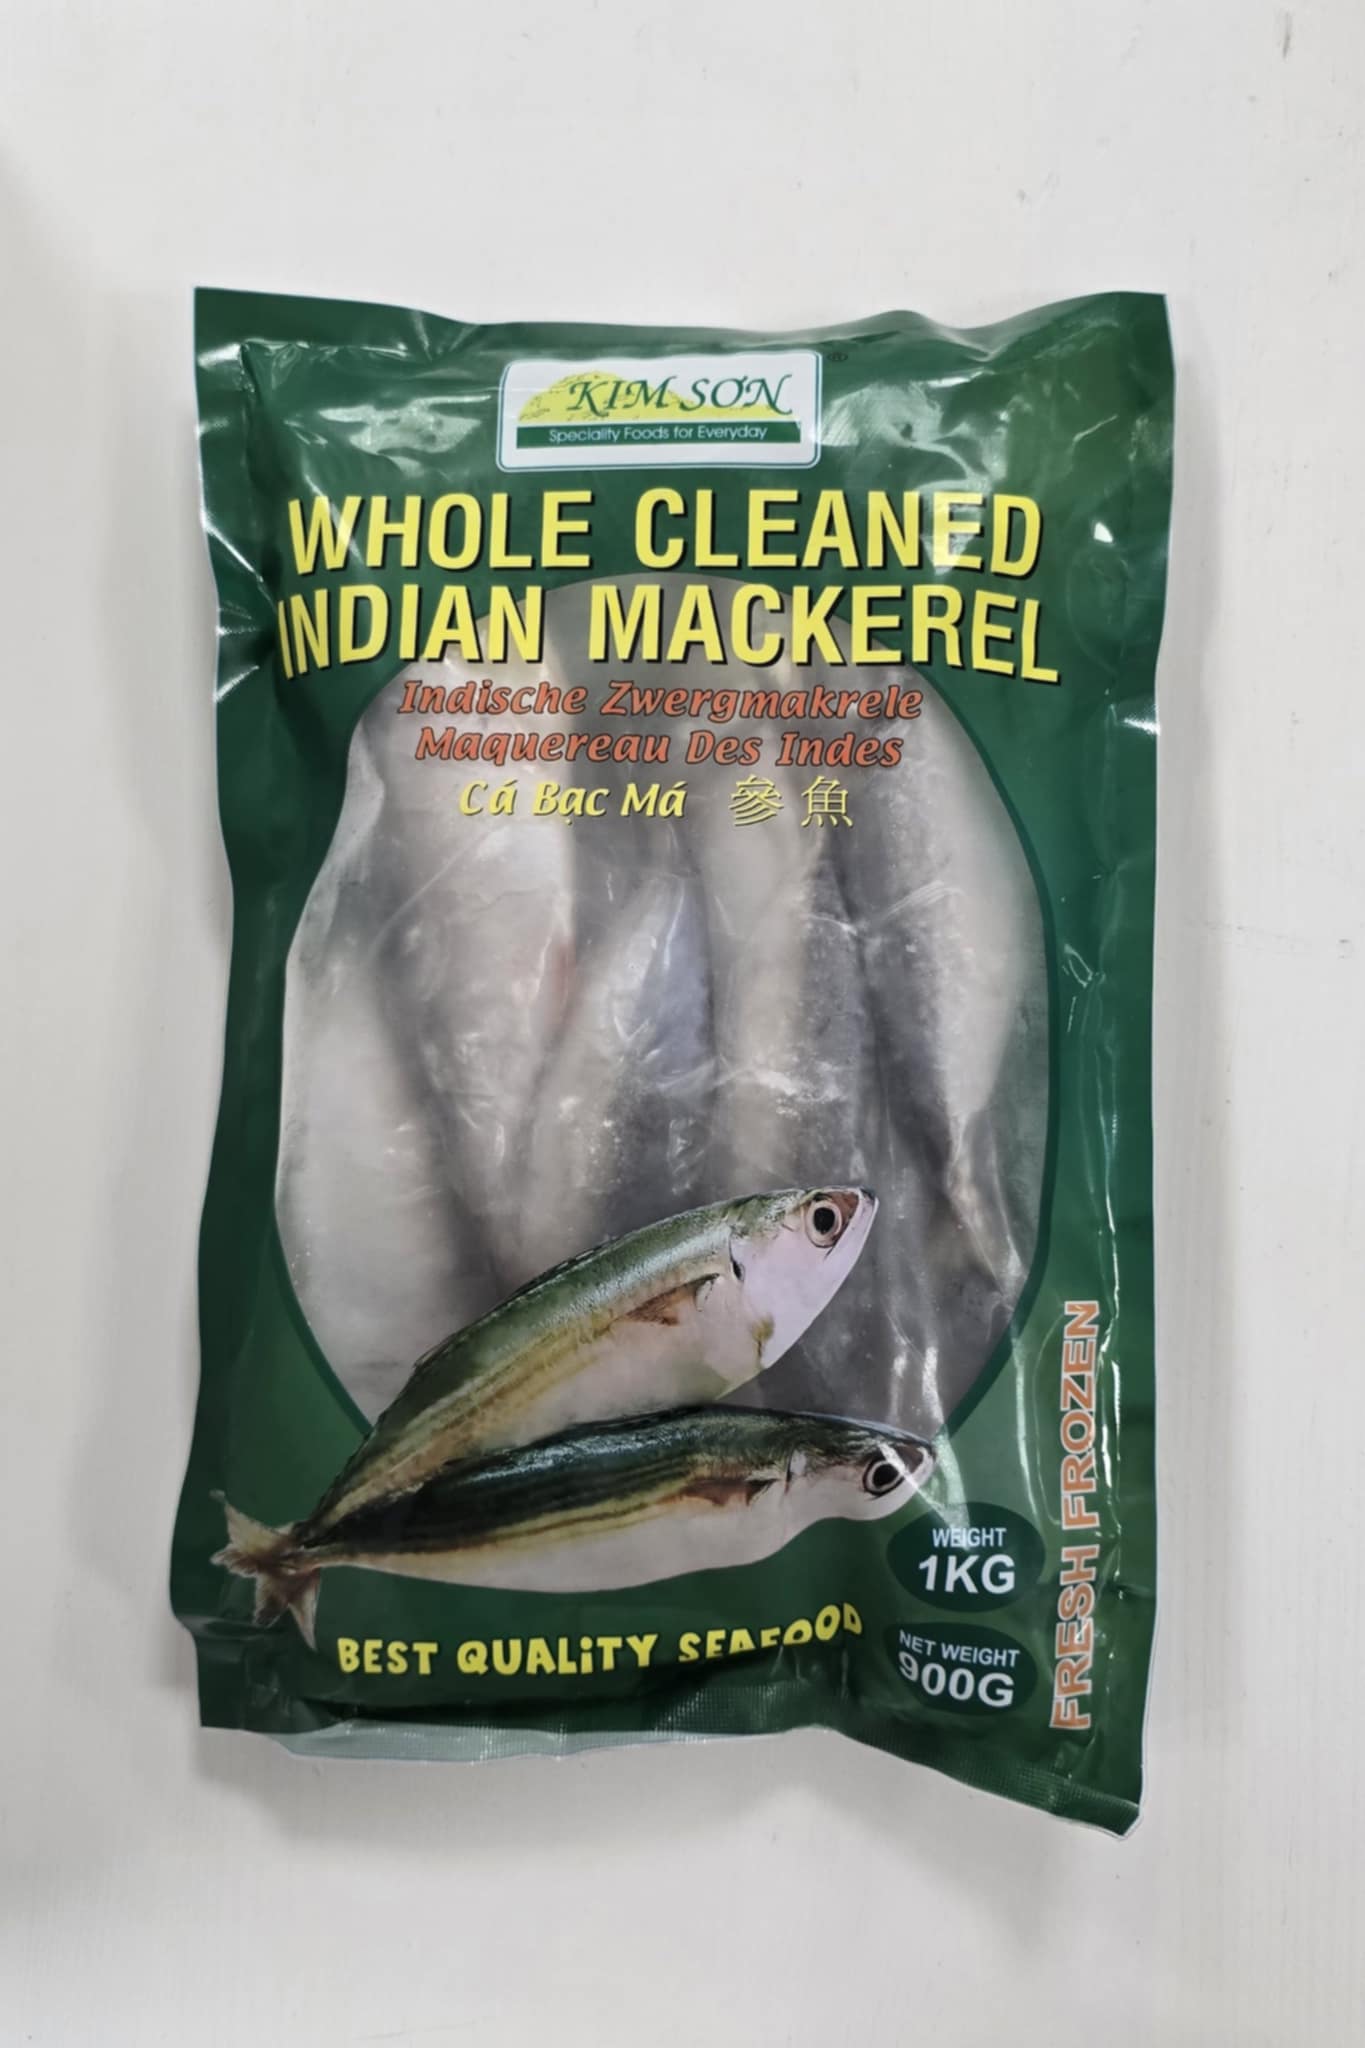 KIM SƠN
®
Speciality Foods for Everyday
WHOLE CLEANED
INDIAN MACKEREL
Indische Zwergmakrele
Maquereau Des Indes
Cá Bạc Má 參魚
FRESH FROZEN
WEIGHT
1KG
NET WEIGHT
900G
BEST QUALiTY SEAFOOD